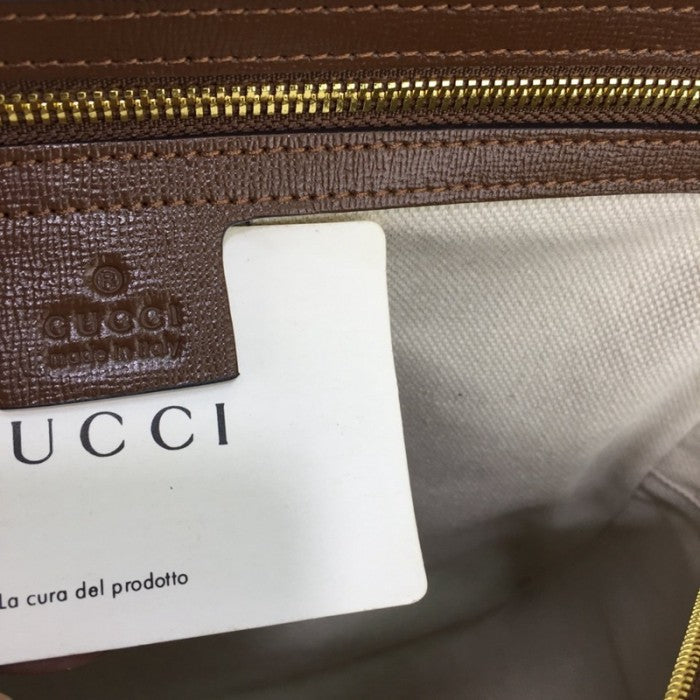 ®
GUCCI
made in italy
UCCI
La cura del prodotto